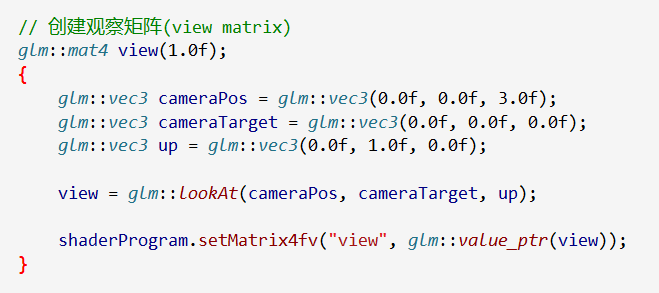 // 创建观察矩阵(view matrix)
glm::mat4 view(1.0f);
{
    glm::vec3 cameraPos = glm::vec3(0.0f, 0.0f, 3.0f);
    glm::vec3 cameraTarget = glm::vec3(0.0f, 0.0f, 0.0f);
    glm::vec3 up = glm::vec3(0.0f, 1.0f, 0.0f);

    view = glm::lookAt(cameraPos, cameraTarget, up);

    shaderProgram.setMatrix4fv("view", glm::value_ptr(view));
}